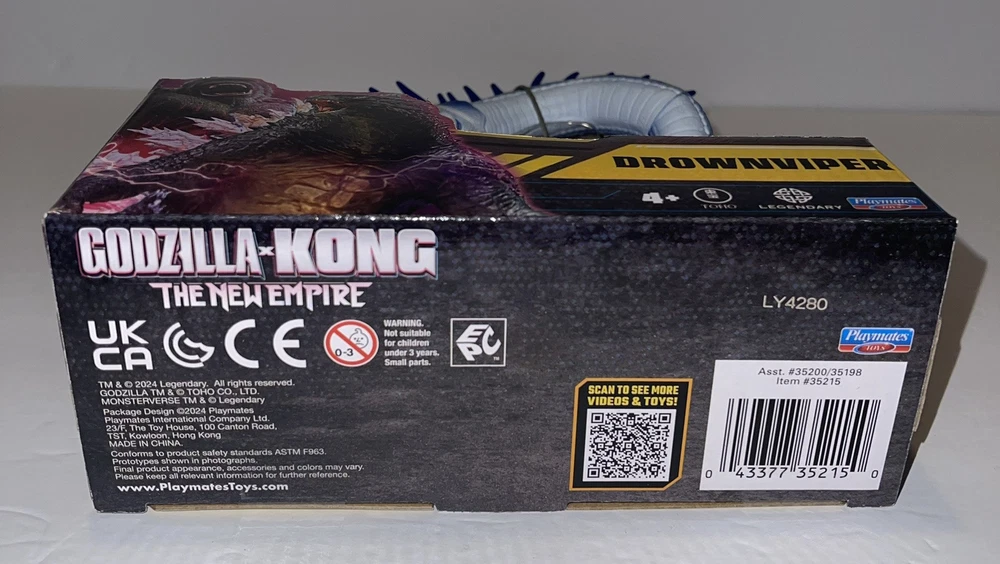 DROWNVIPER
4+
TOHO
LEGENDARY
Playmates
GODZILLA x KONG
THE NEW EMPIRE
LY4280
UK
CA
CE
0-3
WARNING.
Not suitable
for children
under 3 years.
Small parts.
EPC
TM
Playmates
TOYS
Asst. #35200/35198
Item #35215
SCAN TO SEE MORE
VIDEOS & TOYS!
TM & © 2024 Legendary. All rights reserved.
GODZILLA TM & © TOHO CO., LTD.
MONSTERVERSE TM & © Legendary
Package Design ©2024 Playmates
Playmates International Company Ltd.
23/F, The Toy House, 100 Canton Road,
TST, Kowloon, Hong Kong
MADE IN CHINA.
Conforms to product safety standards ASTM F963.
Prototypes shown in photographs.
Final product appearance, accessories and colors may vary.
Please keep all relevant information for further reference.
www.PlaymatesToys.com
0 43377 35215 0